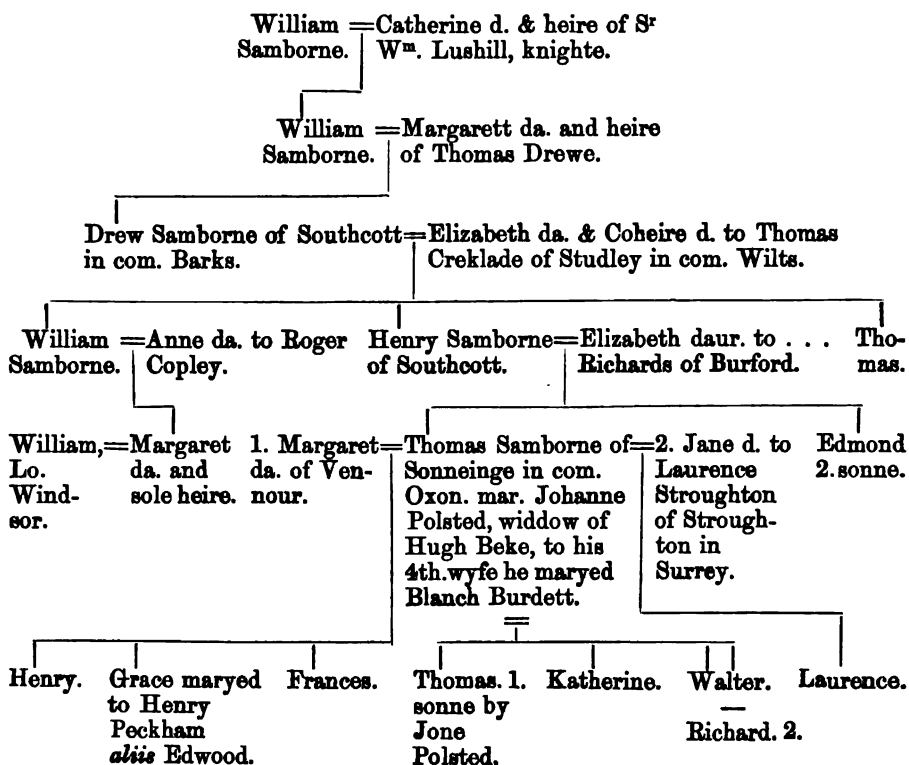 William = Catherine d. & heire of Sr
Samborne. Wm. Lushill, knighte.
William = Margarett da. and heire
Samborne. of Thomas Drewe.
Drew Samborne of Southcott = Elizabeth da. & Coheire d. to Thomas
in com. Barks. Creklade of Studley in com. Wilts.
William = Anne da. to Roger
Samborne. Copley.
Henry Samborne = Elizabeth daur. to . . .
of Southcott. Richards of Burford.
Tho-
mas.
William, = Margaret
Lo. da. and
Wind- sole heire.
sor.
1. Margaret =
da. of Ven-
nour.
Thomas Samborne of =
Sonneinge in com.
Oxon. mar. Johanne
Polsted, widdow of
Hugh Beke, to his
4th. wyfe he maryed
Blanch Burdett.
=
2. Jane d. to
Laurence
Stroughton
of Strough-
ton in
Surrey.
Edmond
2. sonne.
Henry.
Grace maryed
to Henry
Peckham
aliis Edwood.
Frances.
Thomas. 1.
sonne by
Jone
Polsted.
Katherine.
Walter.
—
Richard. 2.
Laurence.